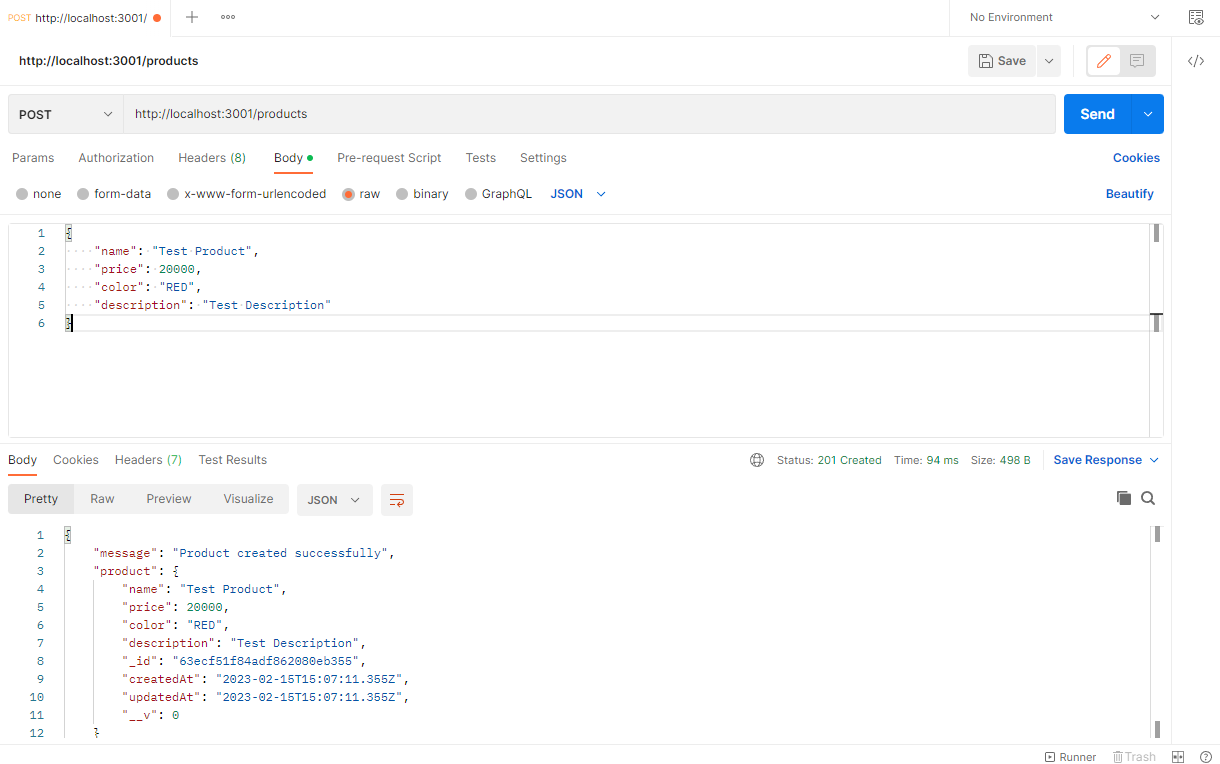 POST http://localhost:3001/
No Environment
http://localhost:3001/products
Save
POST http://localhost:3001/products Send
Params Authorization Headers (8) Body Pre-request Script Tests Settings Cookies
none form-data x-www-form-urlencoded raw binary GraphQL JSON Beautify
1 {
2 "name": "Test Product",
3 "price": 20000,
4 "color": "RED",
5 "description": "Test Description"
6 }
Body Cookies Headers (7) Test Results Status: 201 Created Time: 94 ms Size: 498 B Save Response
Pretty Raw Preview Visualize JSON
1 {
2 "message": "Product created successfully",
3 "product": {
4 "name": "Test Product",
5 "price": 20000,
6 "color": "RED",
7 "description": "Test Description",
8 "_id": "63ecf51f84adf862080eb355",
9 "createdAt": "2023-02-15T15:07:11.355Z",
10 "updatedAt": "2023-02-15T15:07:11.355Z",
11 "__v": 0
12 }
Runner Trash